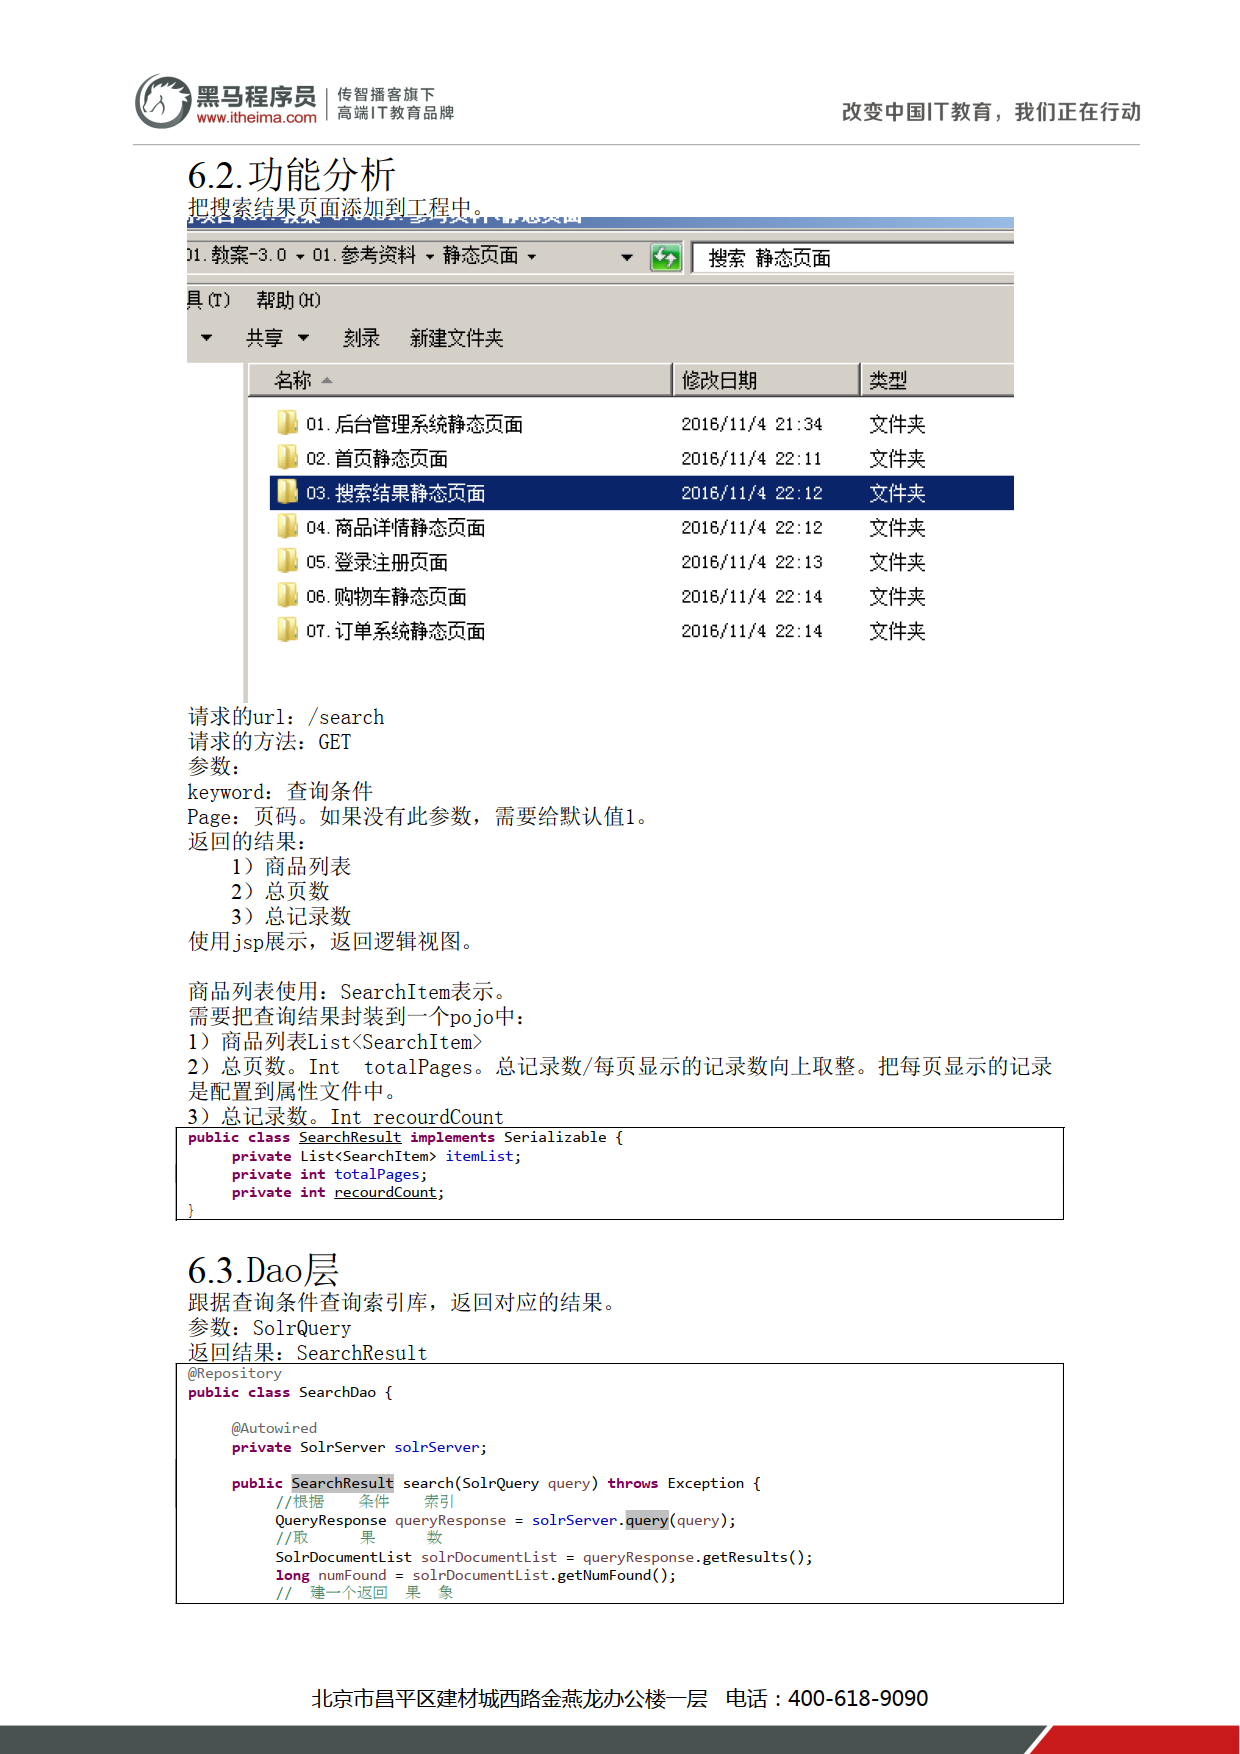 黑马程序员
www.itheima.com
传智播客旗下
高端IT教育品牌
改变中国IT教育，我们正在行动
6.2.功能分析
把搜索结果页面添加到工程中。
01.教案-3.0 01.参考资料 静态页面
搜索 静态页面
具(T) 帮助(H)
共享 刻录 新建文件夹
名称 修改日期 类型
01.后台管理系统静态页面 2016/11/4 21:34 文件夹
02.首页静态页面 2016/11/4 22:11 文件夹
03.搜索结果静态页面 2016/11/4 22:12 文件夹
04.商品详情静态页面 2016/11/4 22:12 文件夹
05.登录注册页面 2016/11/4 22:13 文件夹
06.购物车静态页面 2016/11/4 22:14 文件夹
07.订单系统静态页面 2016/11/4 22:14 文件夹
请求的url：/search
请求的方法：GET
参数：
keyword：查询条件
Page：页码。如果没有此参数，需要给默认值1。
返回的结果：
1）商品列表
2）总页数
3）总记录数
使用jsp展示，返回逻辑视图。
商品列表使用：SearchItem表示。
需要把查询结果封装到一个pojo中：
1）商品列表List<SearchItem>
2）总页数。Int totalPages。总记录数/每页显示的记录数向上取整。把每页显示的记录
是配置到属性文件中。
3）总记录数。Int recourdCount
public class SearchResult implements Serializable {
private List<SearchItem> itemList;
private int totalPages;
private int recourdCount;
}
6.3.Dao层
跟据查询条件查询索引库，返回对应的结果。
参数：SolrQuery
返回结果：SearchResult
@Repository
public class SearchDao {
@Autowired
private SolrServer solrServer;
public SearchResult search(SolrQuery query) throws Exception {
//根据 条件 索引
QueryResponse queryResponse = solrServer.query(query);
//取 果 数
SolrDocumentList solrDocumentList = queryResponse.getResults();
long numFound = solrDocumentList.getNumFound();
// 建一个返回 果 象
北京市昌平区建材城西路金燕龙办公楼一层 电话：400-618-9090